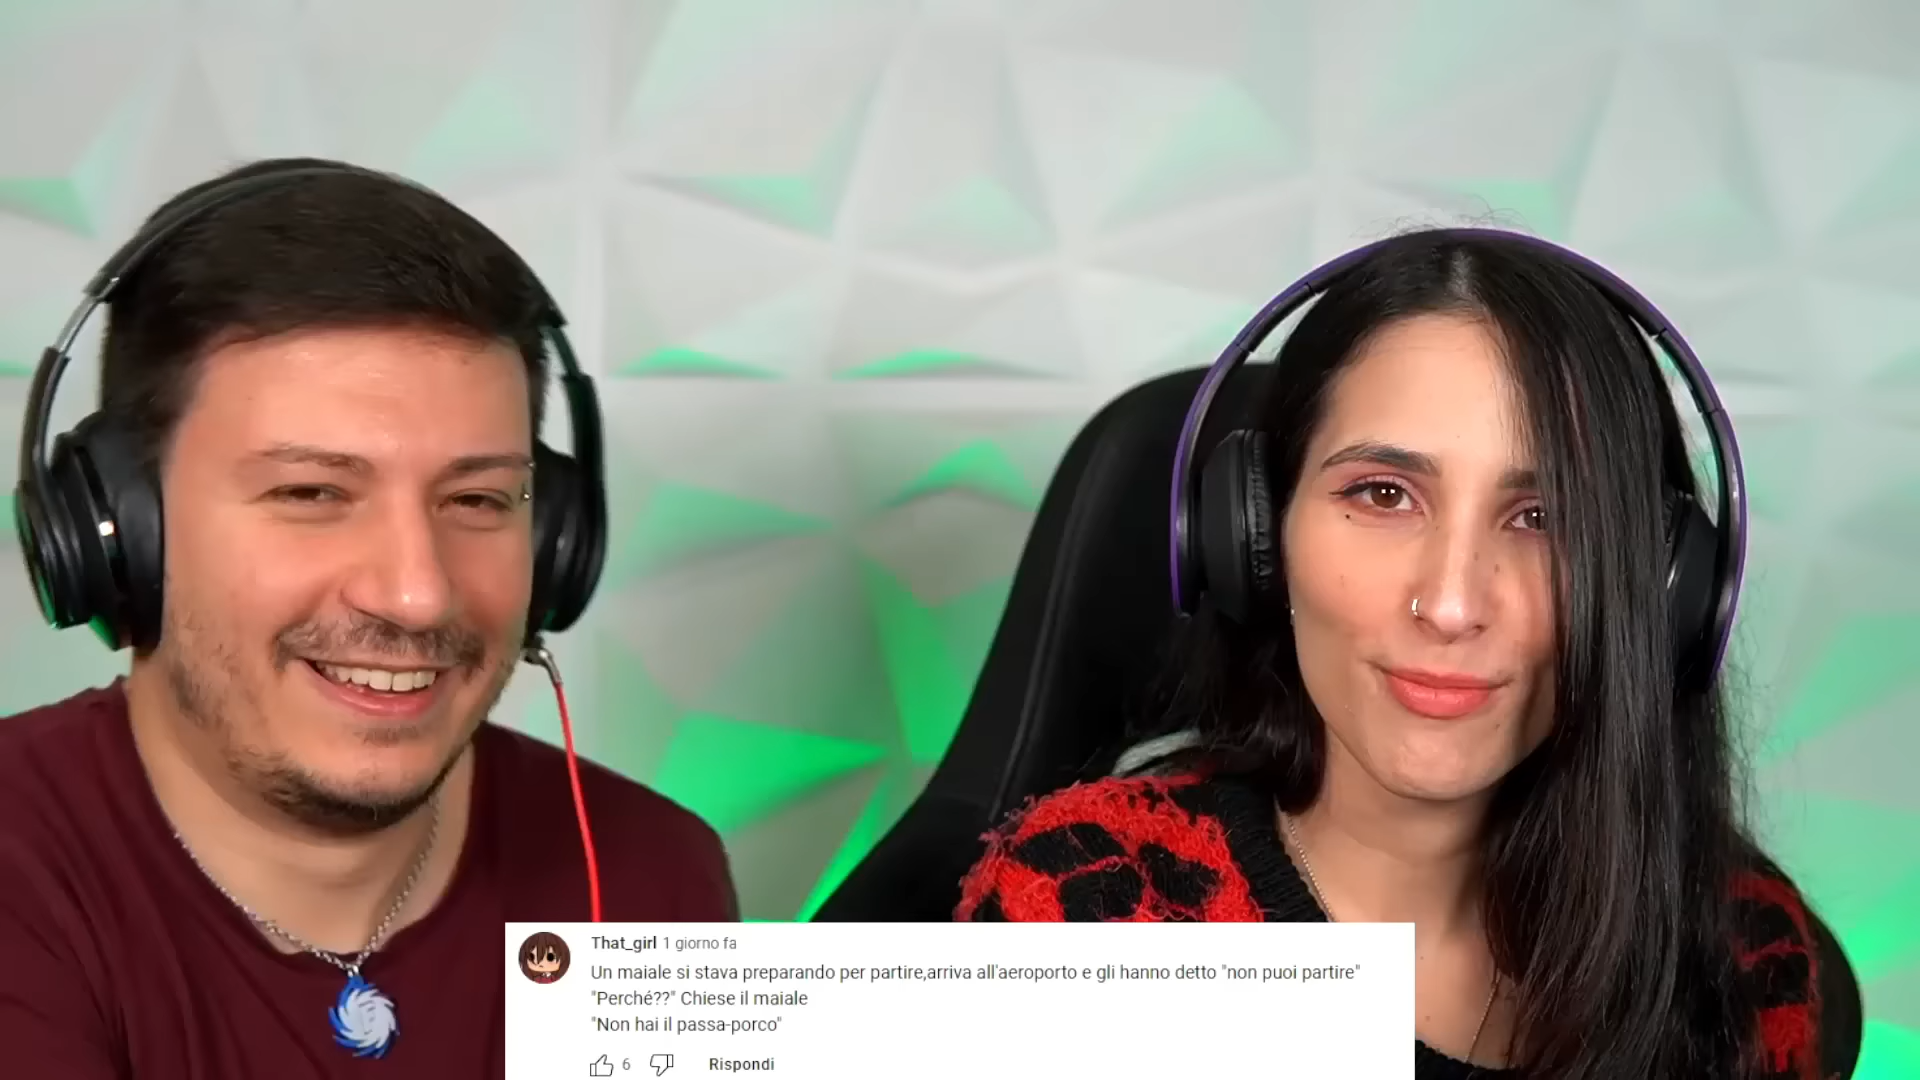 That_girl 1 giorno fa
Un maiale si stava preparando per partire,arriva all'aeroporto e gli hanno detto "non puoi partire"
"Perché??" Chiese il maiale
"Non hai il passa-porco"
6 Rispondi